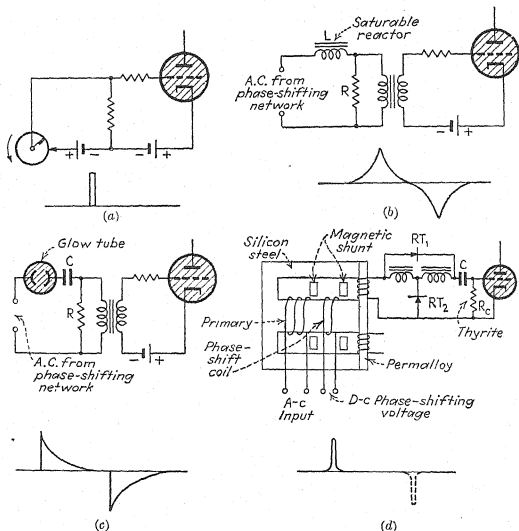 + - - +
(a)
Saturable
reactor
L
A.C. from
phase-shifting
network
R
- +
(b)
Glow tube
C
R
A.C. from
phase-shifting
network
- +
(c)
Silicon
steel
Magnetic
shunt
RT1
C
RT2
Rc
Thyrite
Primary
Phase-
shift
coil
Permalloy
A-c
Input
D-c Phase-shifting
voltage
(d)